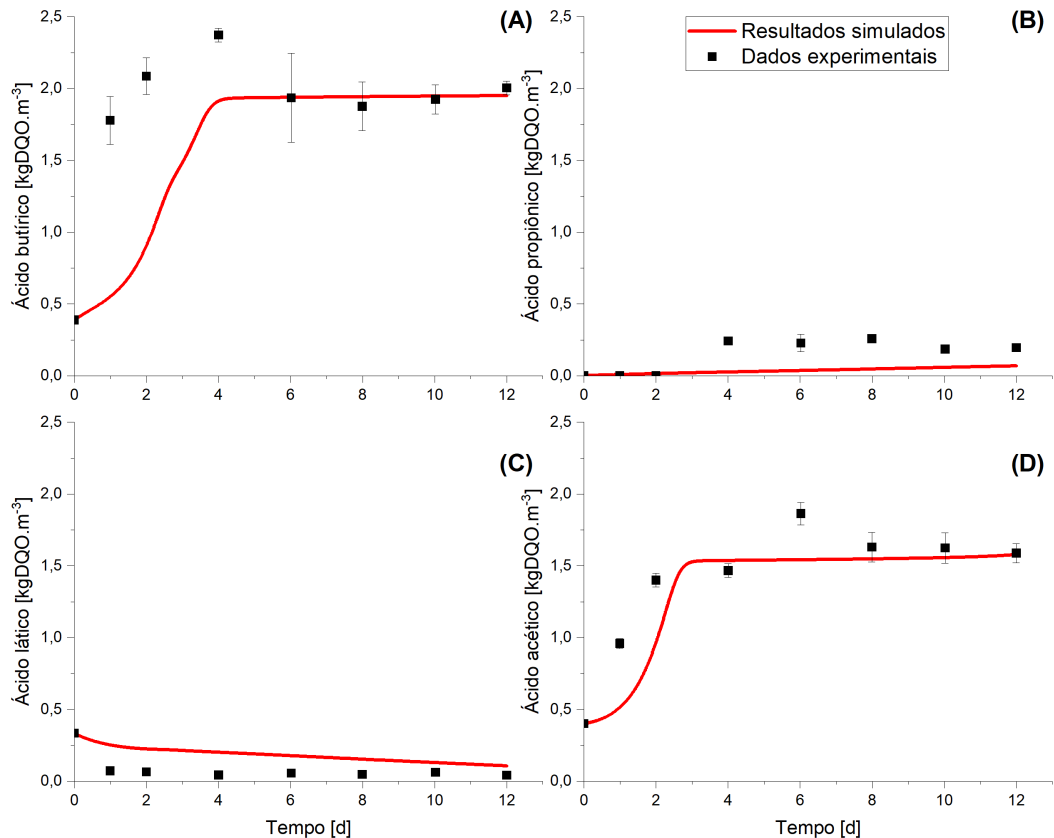 (A)
Ácido butírico [kgDQO.m-3]
2,5
2,0
1,5
1,0
0,5
0,0
0 2 4 6 8 10 12
(B)
Resultados simulados
Dados experimentais
Ácido propiônico [kgDQO.m-3]
2,5
2,0
1,5
1,0
0,5
0,0
0 2 4 6 8 10 12
(C)
Ácido lático [kgDQO.m-3]
2,5
2,0
1,5
1,0
0,5
0,0
0 2 4 6 8 10 12
Tempo [d]
(D)
Ácido acético [kgDQO.m-3]
2,5
2,0
1,5
1,0
0,5
0,0
0 2 4 6 8 10 12
Tempo [d]